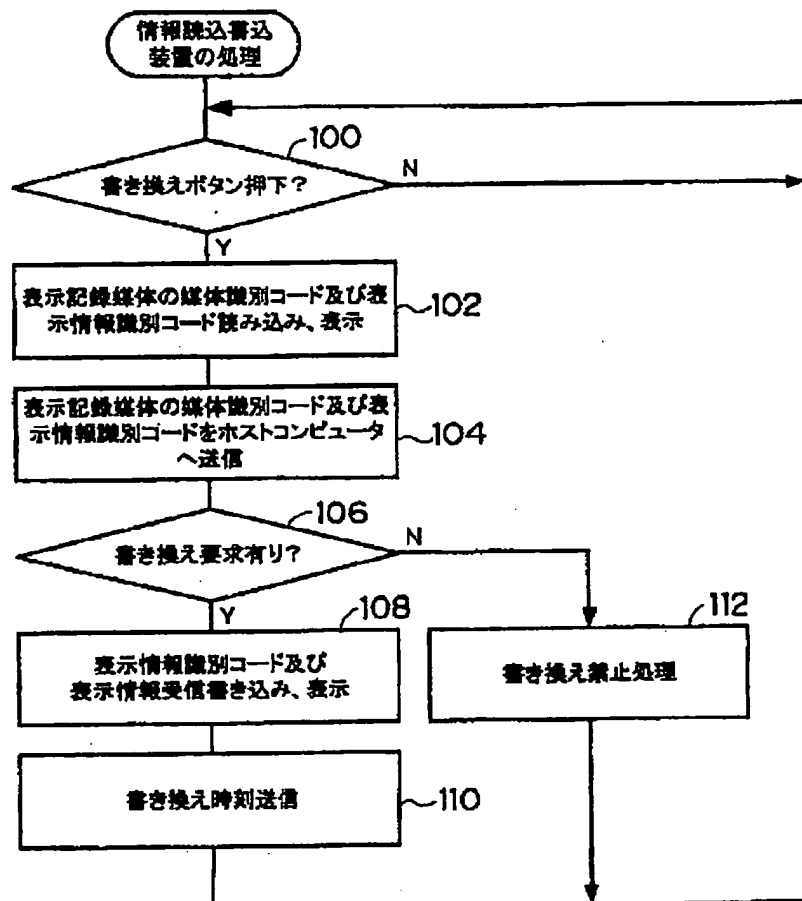 情報読込書込
装置の処理
100
書き換えボタン押下？
N
Y
表示記録媒体の媒体識別コード及び表
示情報識別コード読み込み、表示
102
表示記録媒体の媒体識別コード及び表
示情報識別コードをホストコンピュータ
へ送信
104
106
書き換え要求有り？
N
Y
108
表示情報識別コード及び
表示情報受信書き込み、表示
112
書き換え禁止処理
書き換え時刻送信
110